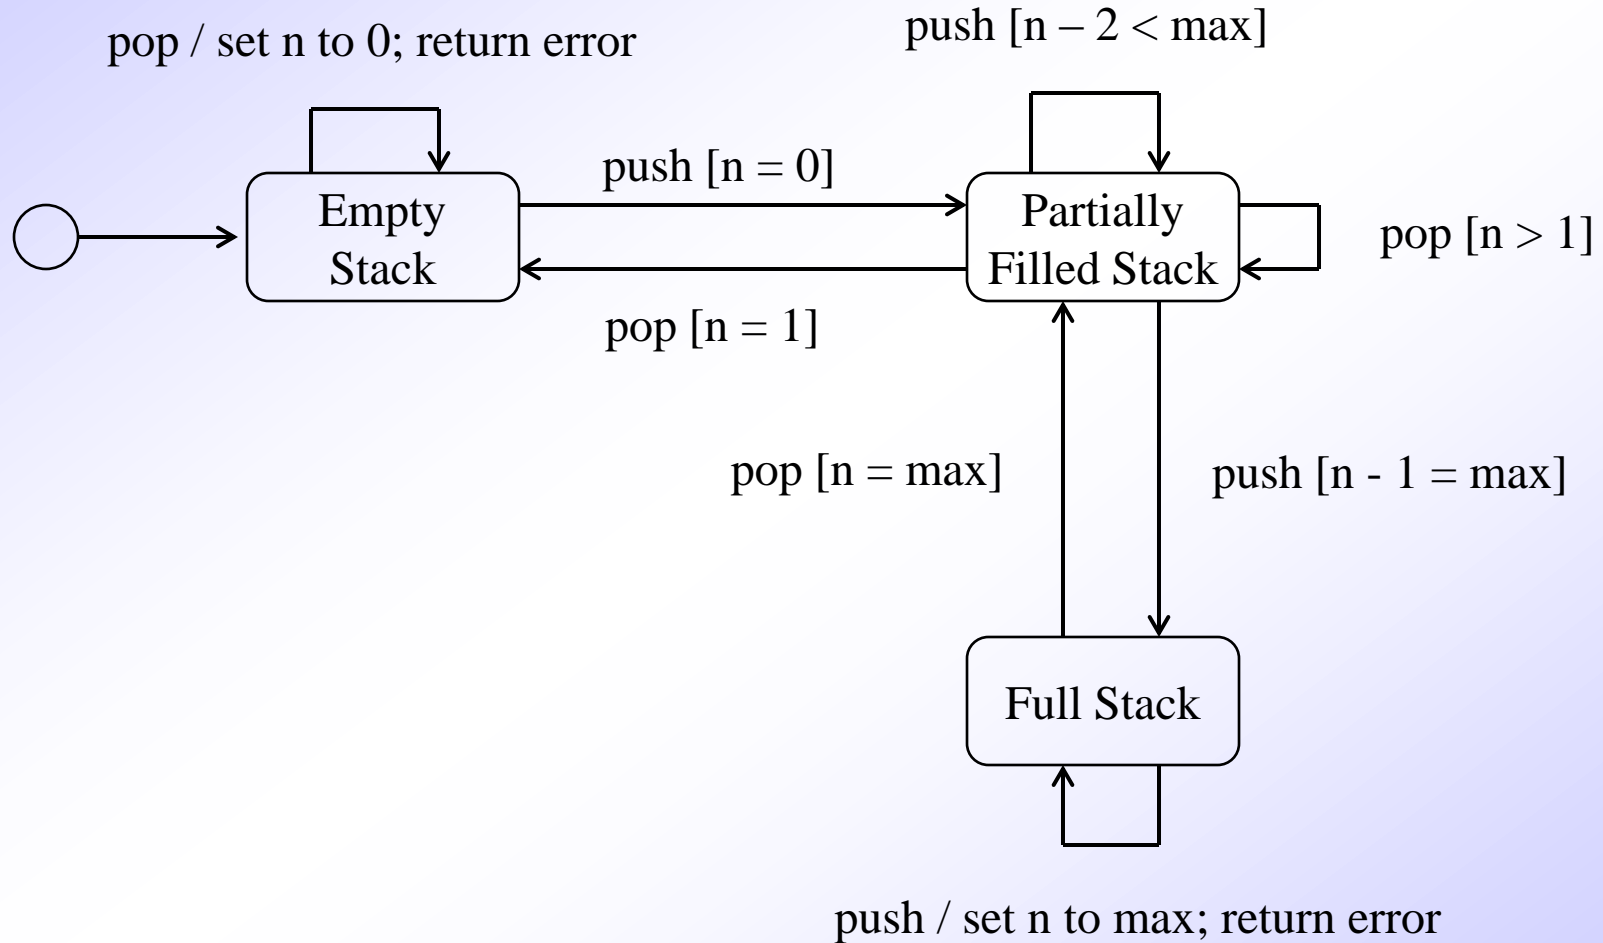 pop / set n to 0; return error
push [n – 2 < max]
push [n = 0]
Empty
Stack
Partially
Filled Stack
pop [n > 1]
pop [n = 1]
pop [n = max]
push [n - 1 = max]
Full Stack
push / set n to max; return error